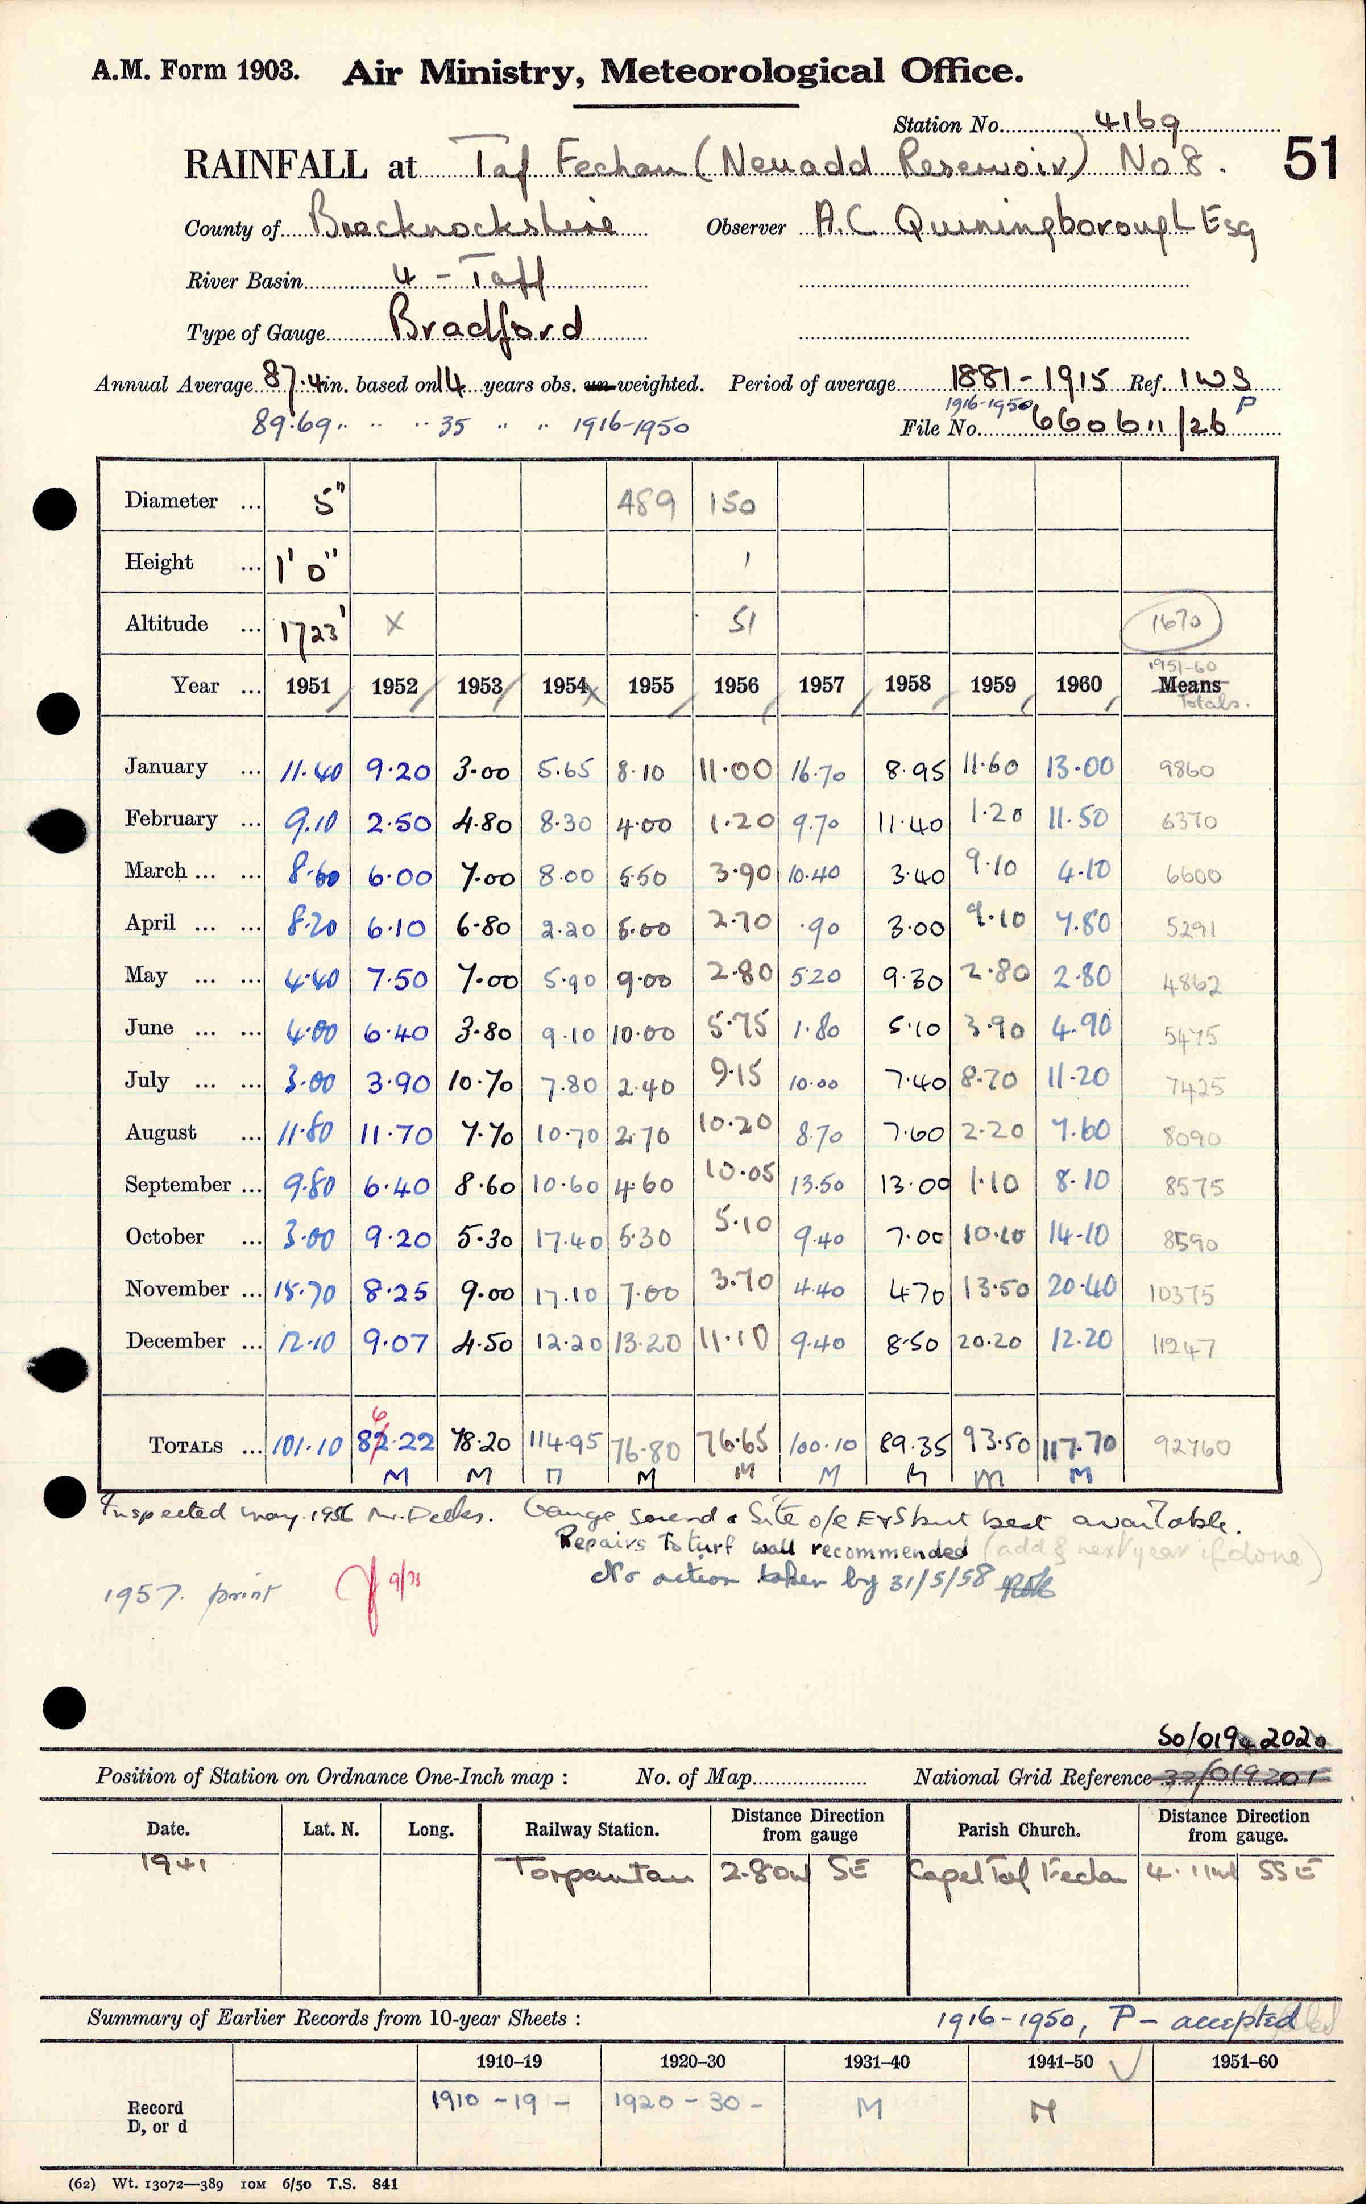 A.M. Form 1903. Air Ministry, Meteorological Office.
Station No. 4169
51
RAINFALL at Taf Fechan (Neuadd Reservoir) No 8.
County of Brecknockshire Observer A.C. Quiningborough Esq
River Basin 4 - Taff
Type of Gauge Bradford
Annual Average 87.4 in. based on 14 years obs. un-weighted. Period of average 1881-1915 Ref. I W S
89.69 " " " 35 " " 1916-1950 1916-1950 P
File No. 660611/26
Diameter ... 5" 489 150
Height ... 1' 0" 1
Altitude ... 1723' X 51 1670
1951-60
Year ... 1951 1952 1953 1954 1955 1956 1957 1958 1959 1960 Means
Totals.
January ... 11.40 9.20 3.00 5.65 8.10 11.00 16.70 8.95 11.60 13.00 9860
February ... 9.10 2.50 4.80 8.30 4.00 1.20 9.70 11.40 1.20 11.50 6370
March ... ... 8.60 6.00 7.00 8.00 5.50 3.90 10.40 3.40 9.10 4.10 6600
April ... ... 8.20 6.10 6.80 2.20 5.00 2.70 .90 3.00 9.10 7.80 5291
May ... ... 4.40 7.50 7.00 5.90 9.00 2.80 5.20 9.30 2.80 2.80 4862
June ... ... 4.00 6.40 3.80 9.10 10.00 5.75 1.80 5.10 3.90 4.90 5475
July ... ... 3.00 3.90 10.70 7.80 2.40 9.15 10.00 7.40 8.70 11.20 7425
August ... 11.80 11.70 7.70 10.70 2.70 10.20 8.70 7.60 2.20 7.60 8090
September ... 9.80 6.40 8.60 10.60 4.60 10.05 13.50 13.00 1.10 8.10 8575
October ... 3.00 9.20 5.30 17.40 5.30 5.10 9.40 7.00 10.10 14.10 8590
November ... 15.70 8.25 9.00 17.10 7.00 3.70 4.40 4.70 13.50 20.40 10375
December ... 12.10 9.07 4.50 12.20 13.20 11.10 9.40 8.50 20.20 12.20 11247
6
TOTALS ... 101.10 82.22 78.20 114.95 76.80 76.65 100.10 89.35 93.50 117.70 92760
M M M M M M M M M
Inspected May 1956 Mr. Deeks. Gauge sound & Site o/e E & S but best available.
Repairs to turf wall recommended (add & next year if done)
No action taken by 31/5/58
1957. print 9/73
SO/019 202
Position of Station on Ordnance One-Inch map : No. of Map National Grid Reference 32/019201
Date. Lat. N. Long. Railway Station. Distance Direction from gauge Parish Church. Distance Direction from gauge.
1941 Torpantau 2.80 SE Capel Taf Fechan 4.11 SSE
Summary of Earlier Records from 10-year Sheets : 1916-1950, P - accepted
1910–19 1920–30 1931–40 1941–50 1951–60
Record D, or d 1910 - 19 - 1920 - 30 - M M
(62) Wt. 13072—389 10M 6/50 T.S. 841